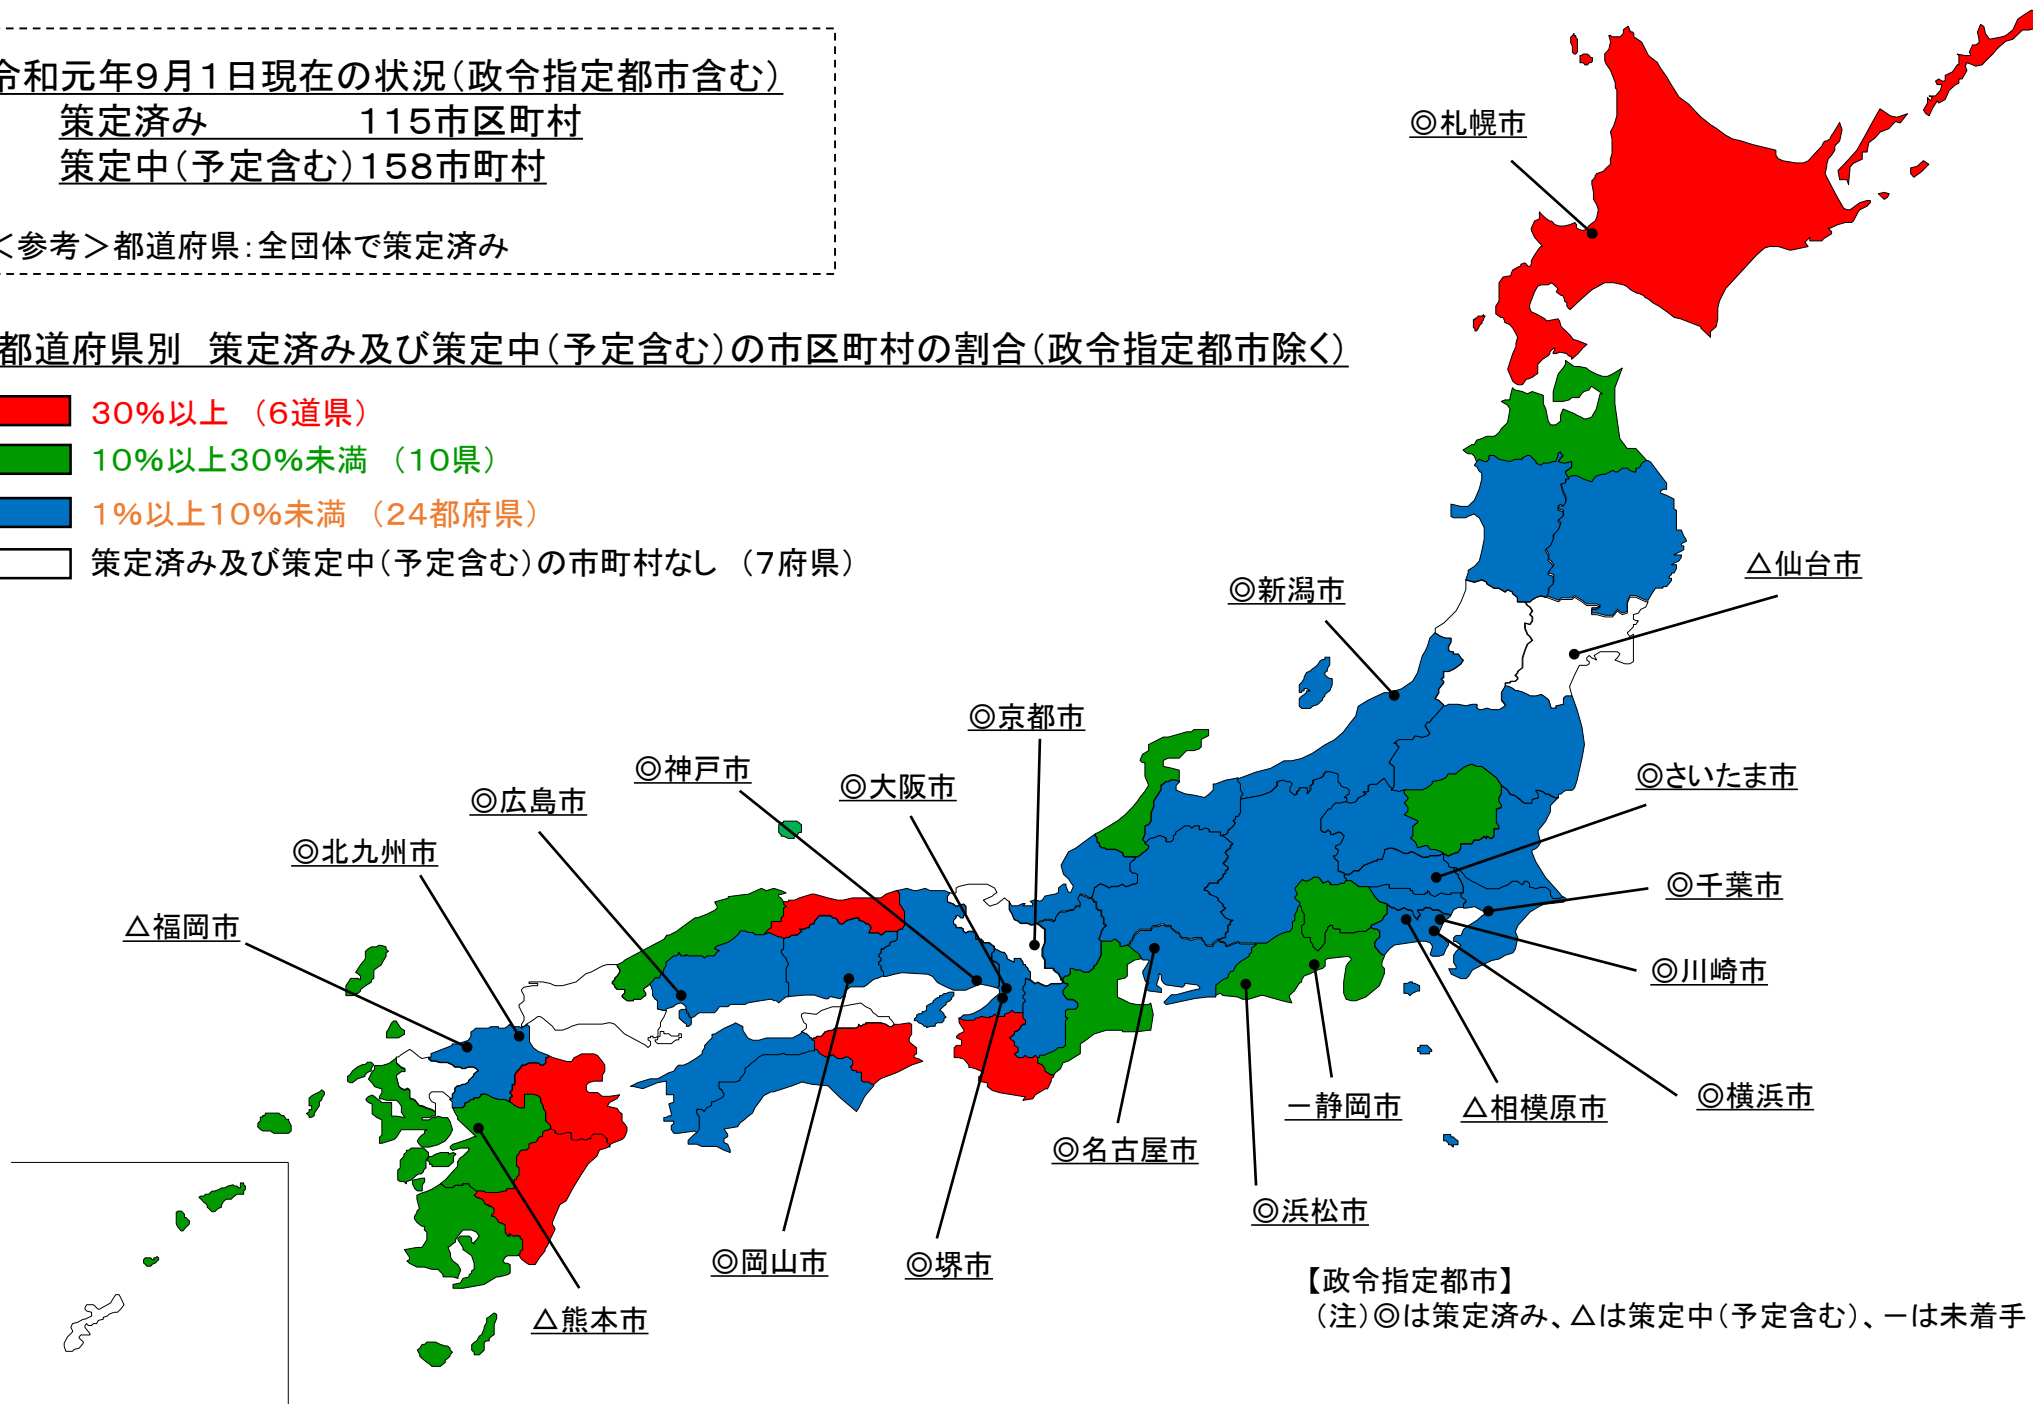 令和元年9月1日現在の状況（政令指定都市含む）
策定済み　　　　115市区町村
策定中（予定含む）158市町村
＜参考＞都道府県：全団体で策定済み
都道府県別　策定済み及び策定中（予定含む）の市区町村の割合（政令指定都市除く）
30%以上　（6道県）
10%以上30%未満　（10県）
1%以上10%未満　（24都府県）
策定済み及び策定中（予定含む）の市町村なし　（7府県）
◎札幌市
△仙台市
◎新潟市
◎京都市
◎神戸市
◎大阪市
◎さいたま市
◎広島市
◎北九州市
◎千葉市
△福岡市
◎川崎市
◎横浜市
－静岡市
△相模原市
◎名古屋市
◎浜松市
◎岡山市
◎堺市
△熊本市
【政令指定都市】
（注）◎は策定済み、△は策定中（予定含む）、－は未着手